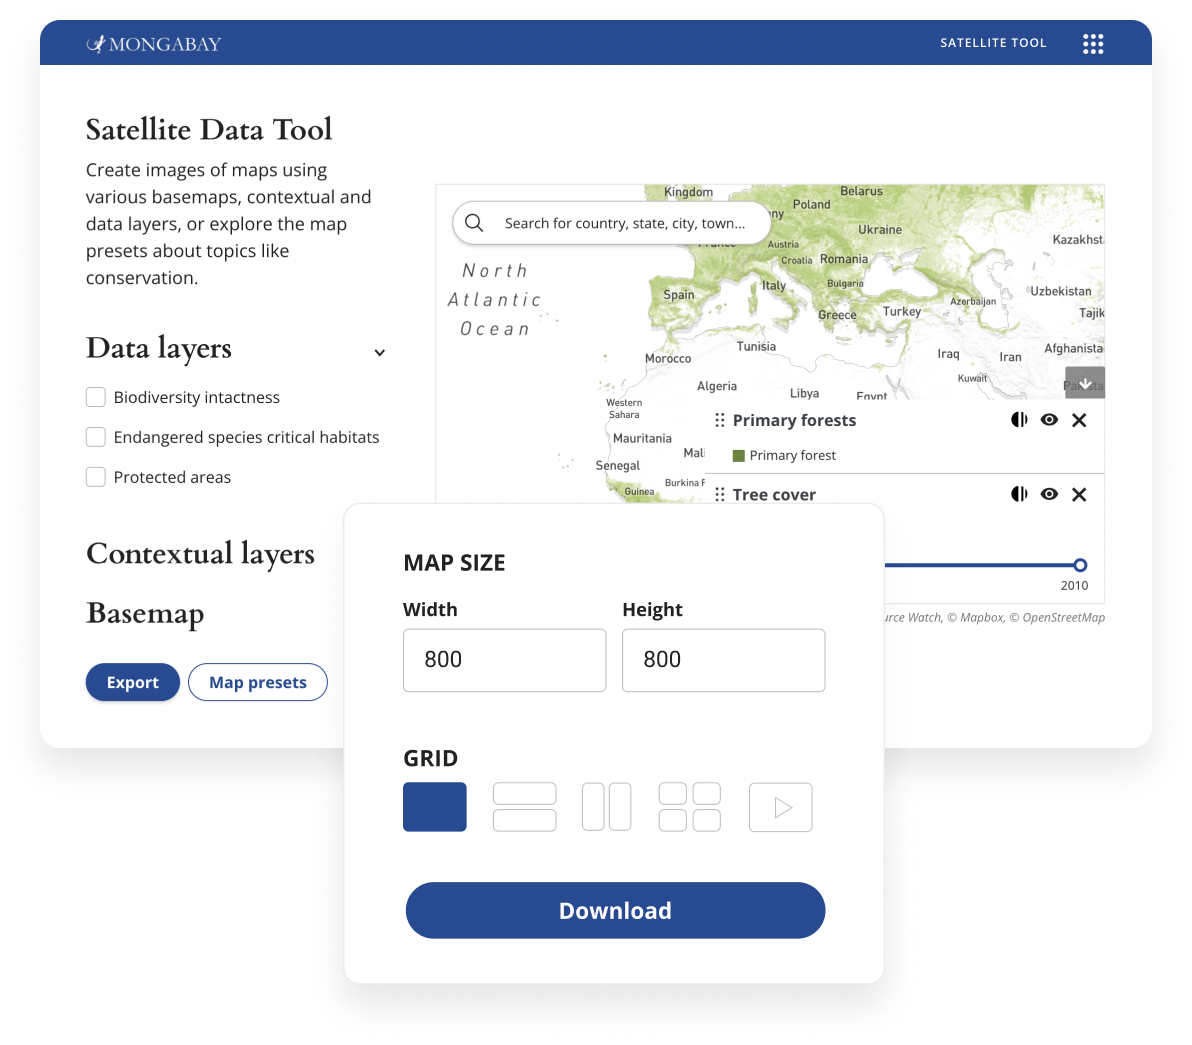 MONGABAY
SATELLITE TOOL
Satellite Data Tool
Create images of maps using
various basemaps, contextual and
data layers, or explore the map
presets about topics like
conservation.
Data layers
Biodiversity intactness
Endangered species critical habitats
Protected areas
Contextual layers
Basemap
Export
Map presets
Kingdom
Belarus
Poland
Search for country, state, city, town...
ny
Ukraine
France
Austria
Kazakhst
Croatia
Romania
North
Atlantic
Ocean
Spain
Italy
Bulgaria
Uzbekistan
Azerbaijan
Greece
Turkey
Tajik
Tunisia
Morocco
Iraq
Iran
Afghanista
Kuwait
Algeria
Libya
Egypt
Western
Sahara
Mauritania
Mali
Senegal
Burkina F
Guinea
Primary forests
Primary forest
Tree cover
2010
urce Watch, © Mapbox, © OpenStreetMap
MAP SIZE
Width
Height
800
800
GRID
Download